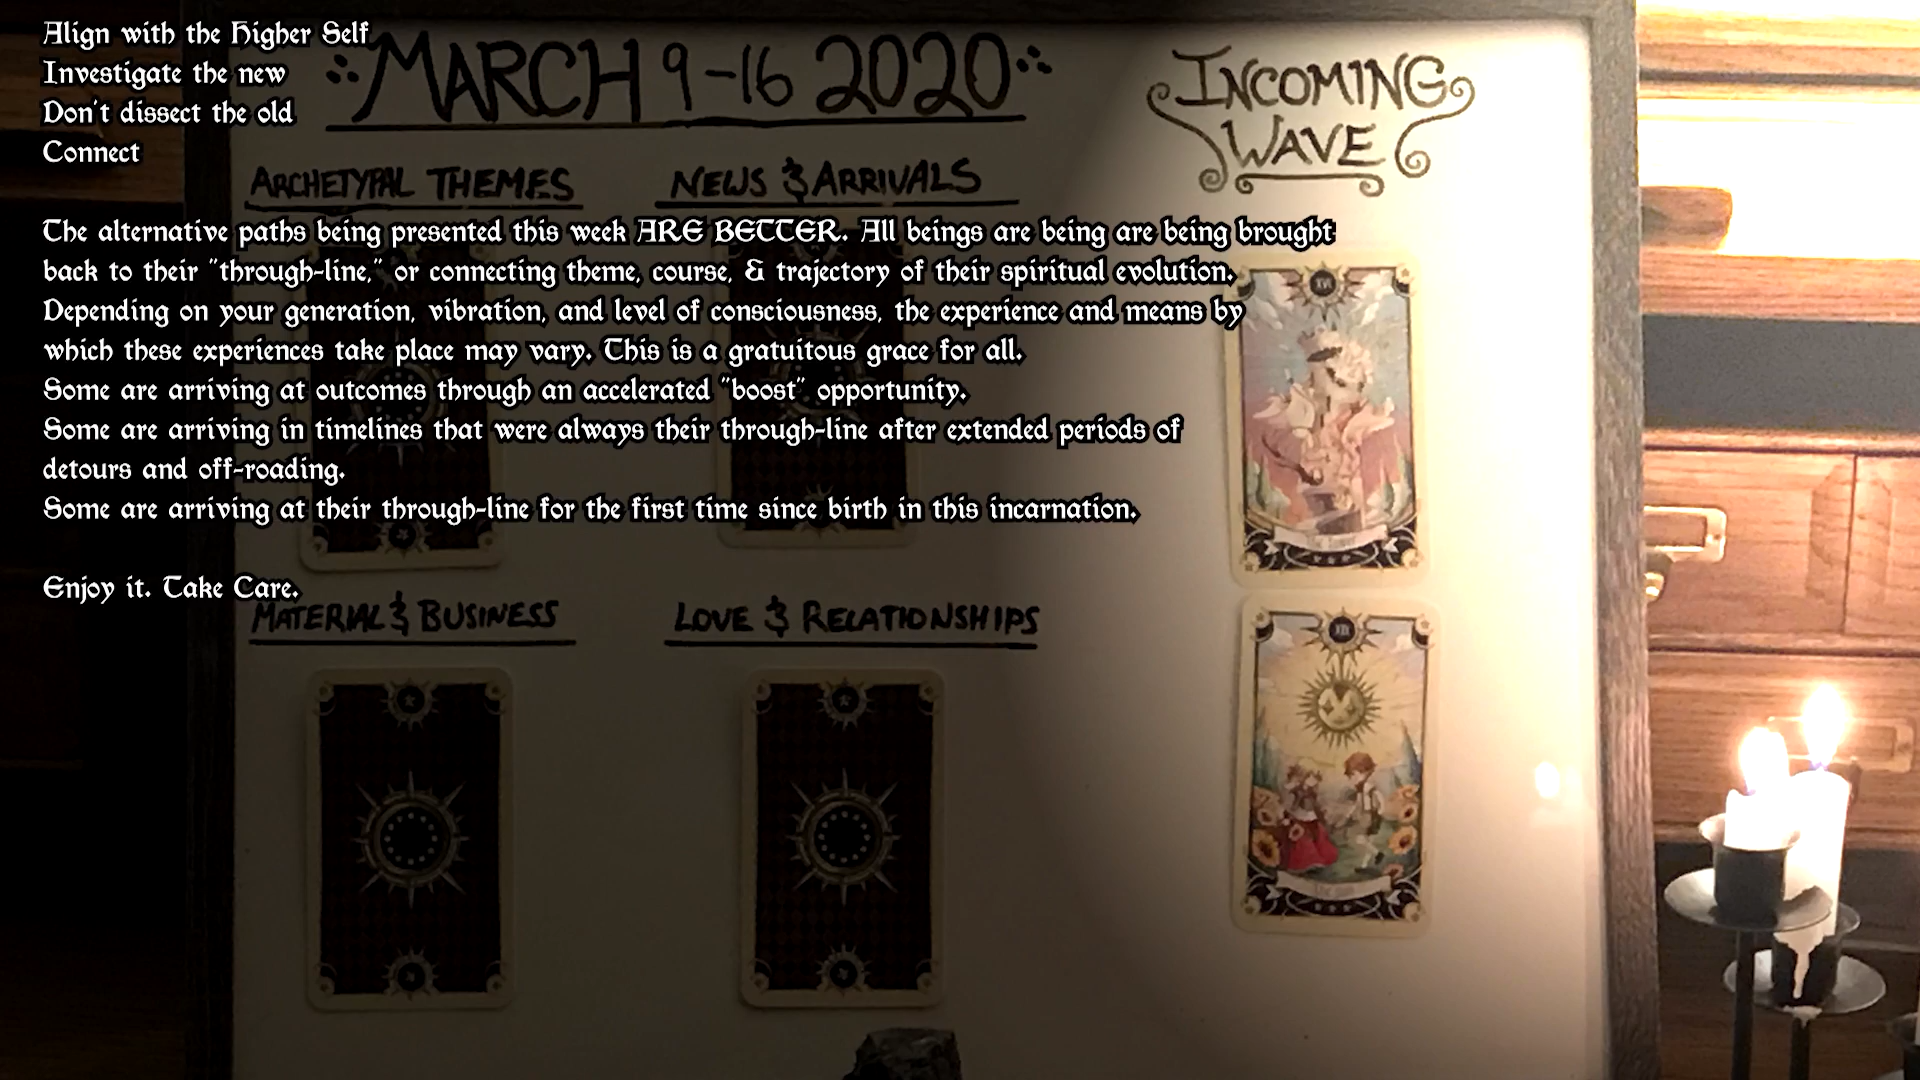 Align with the Higher Self
Investigate the new
Don't dissect the old
Connect
The alternative paths being presented this week ARE BETTER. All beings are being are being brought
back to their "through-line," or connecting theme, course, & trajectory of their spiritual evolution.
Depending on your generation, vibration, and level of consciousness, the experience and means by
which these experiences take place may vary. This is a gratuitous grace for all.
Some are arriving at outcomes through an accelerated "boost" opportunity.
Some are arriving in timelines that were always their through-line after extended periods of
detours and off-roading.
Some are arriving at their through-line for the first time since birth in this incarnation.
Enjoy it. Take Care.
MARCH 9-16 2020
INCOMING
WAVE
ARCHETYPAL THEMES
NEWS & ARRIVALS
MATERIAL & BUSINESS
LOVE & RELATIONSHIPS
XVI